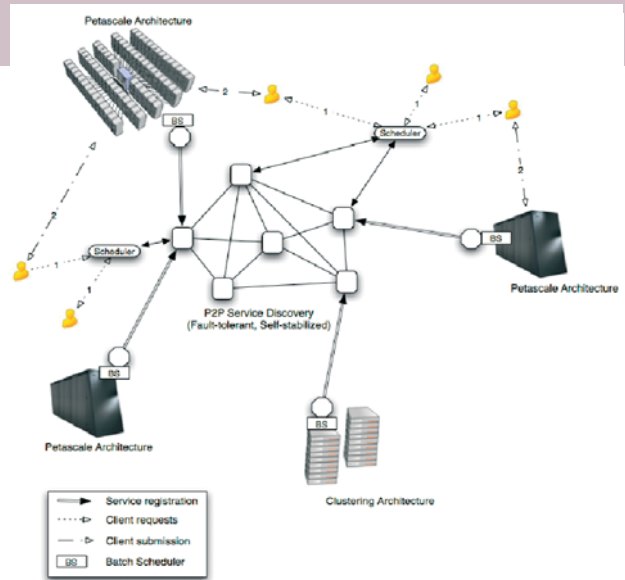 Petascale Architecture
BS
2
1
1
1
Scheduler
2
2
Scheduler
1
1
BS
Petascale Architecture
P2P Service Discovery
(Fault-tolerant, Self-stabilized)
BS
Petascale Architecture
BS
Clustering Architecture
Service registration
Client requests
Client submission
BS Batch Scheduler